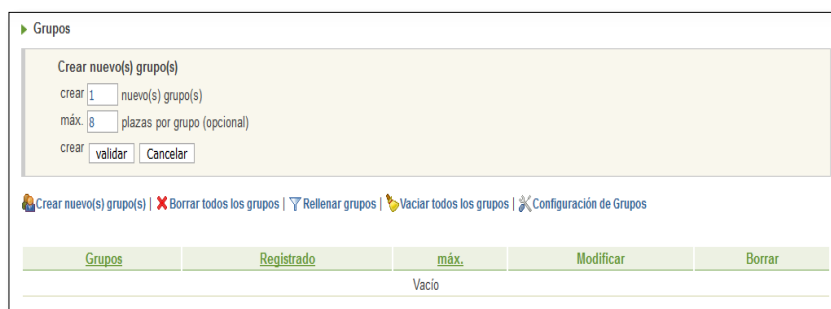 Grupos
Crear nuevo(s) grupo(s)
crear 1 nuevo(s) grupo(s)
máx. 8 plazas por grupo (opcional)
crear validar Cancelar
Crear nuevo(s) grupo(s) | Borrar todos los grupos | Rellenar grupos | Vaciar todos los grupos | Configuración de Grupos
Grupos Registrado máx. Modificar Borrar
Vacío